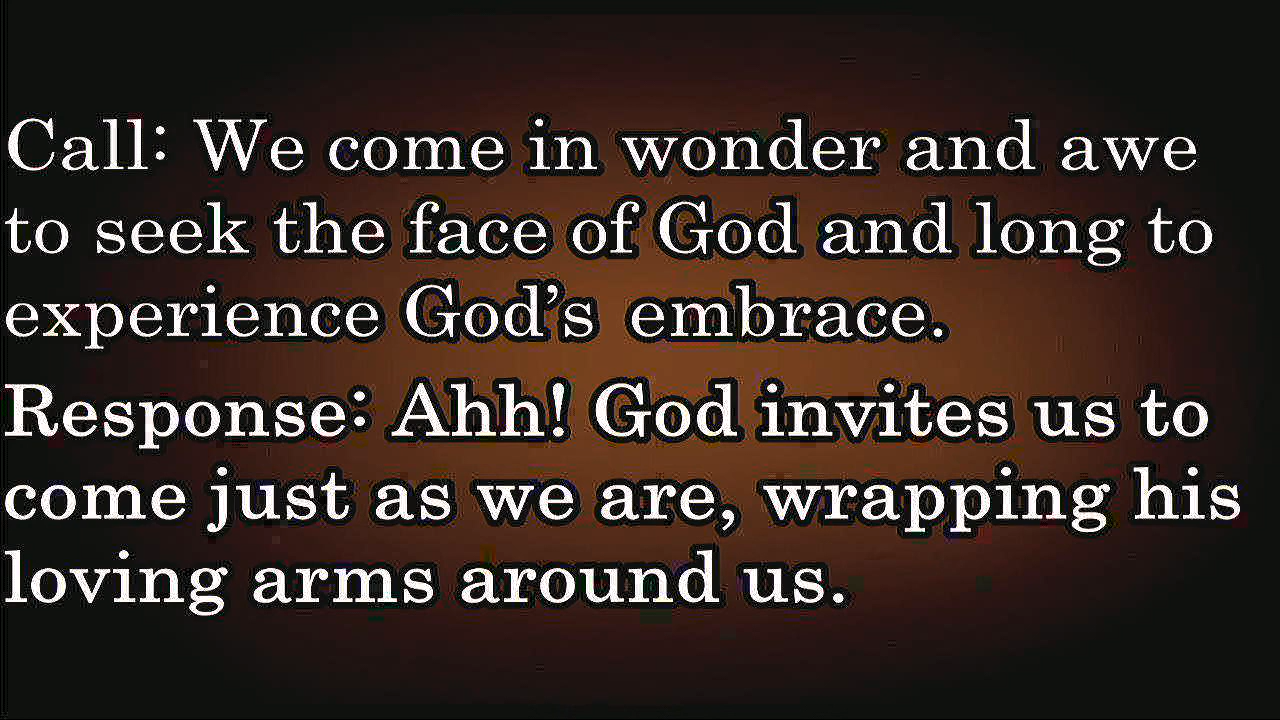 Call: We come in wonder and awe
to seek the face of God and long to
experience God’s embrace.
Response: Ahh! God invites us to
come just as we are, wrapping his
loving arms around us.